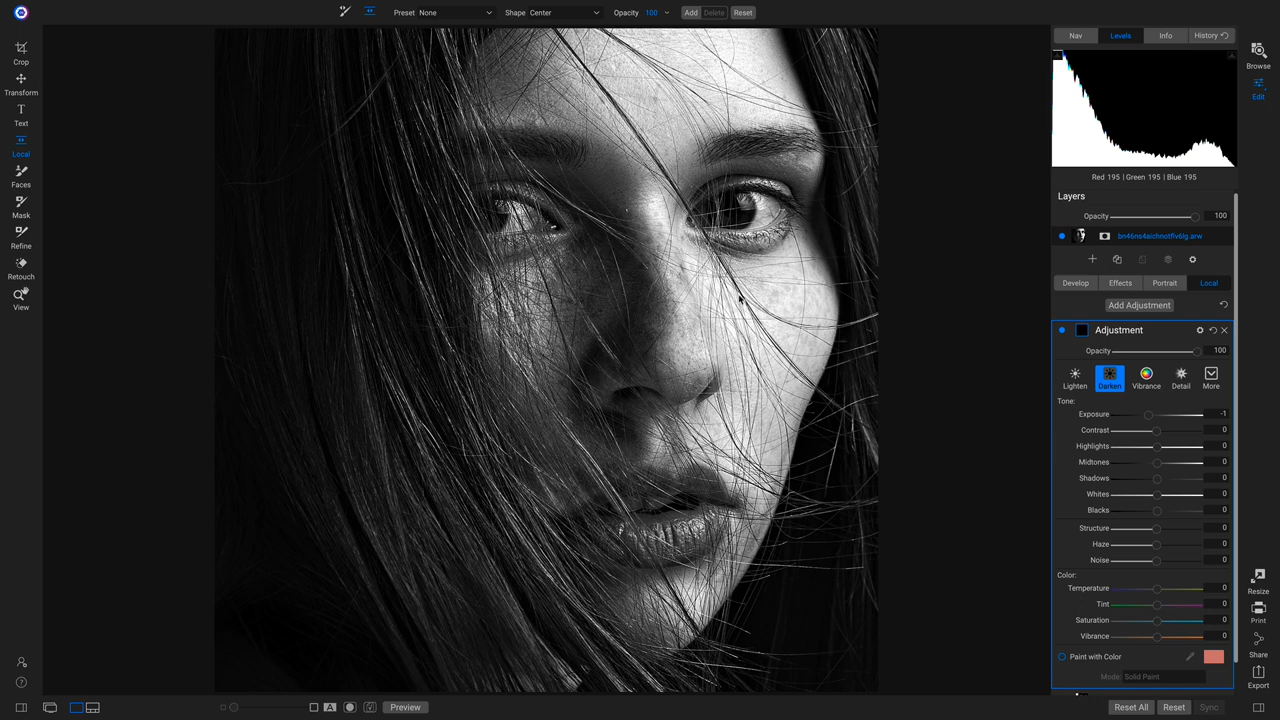 Preset None Shape Center Opacity 100 Add Delete Reset
Crop
Transform
Text
Local
Faces
Mask
Refine
Retouch
View
Nav Levels Info History
Red 195 | Green 195 | Blue 195
Layers
Opacity 100
bn46ns4aichnotflv6lg.arw
Develop Effects Portrait Local
Add Adjustment
Adjustment
Opacity 100
Lighten Darken Vibrance Detail More
Tone:
Exposure -1
Contrast 0
Highlights 0
Midtones 0
Shadows 0
Whites 0
Blacks 0
Structure 0
Haze 0
Noise 0
Color:
Temperature 0
Tint 0
Saturation 0
Vibrance 0
Paint with Color
Mode: Solid Paint
Browse
Edit
Resize
Print
Share
Export
A Preview
Reset All Reset Sync